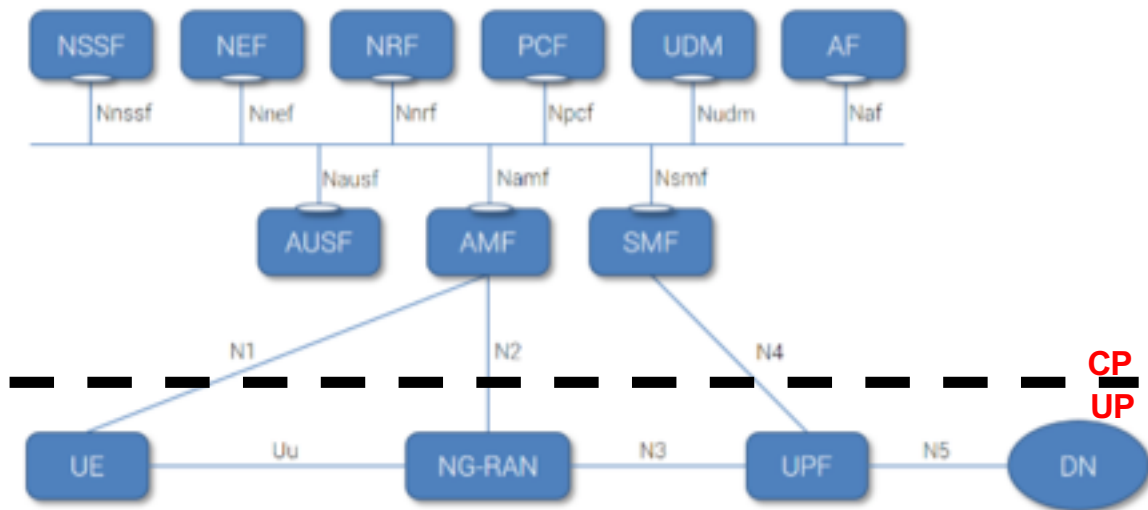 NSSF NEF NRF PCF UDM AF
Nnssf Nnef Nnrf Npcf Nudm Naf
Nausf Namf Nsmf
AUSF AMF SMF
N1 N2 N4
CP
UP
UE Uu NG-RAN N3 UPF N5 DN